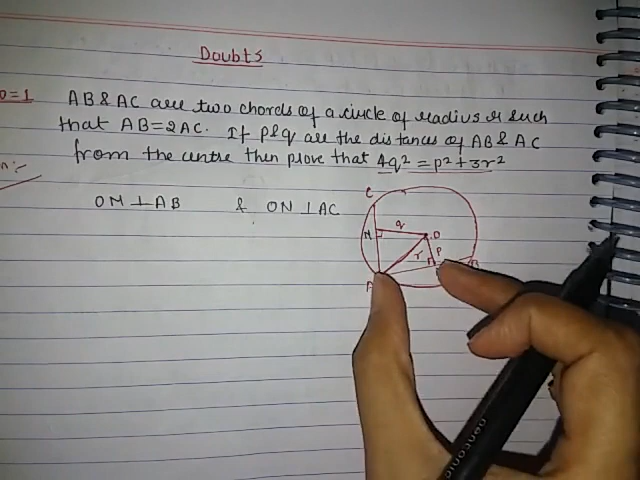 Doubts
Q=1 AB & AC are two chords of a circle of radius r such
that AB=2AC. If p & q are the distances of AB & AC
from the centre then prove that 4q² = p² + 3r²
n:-
OM ⊥ AB & ON ⊥ AC
C
N q O
r P
B
A